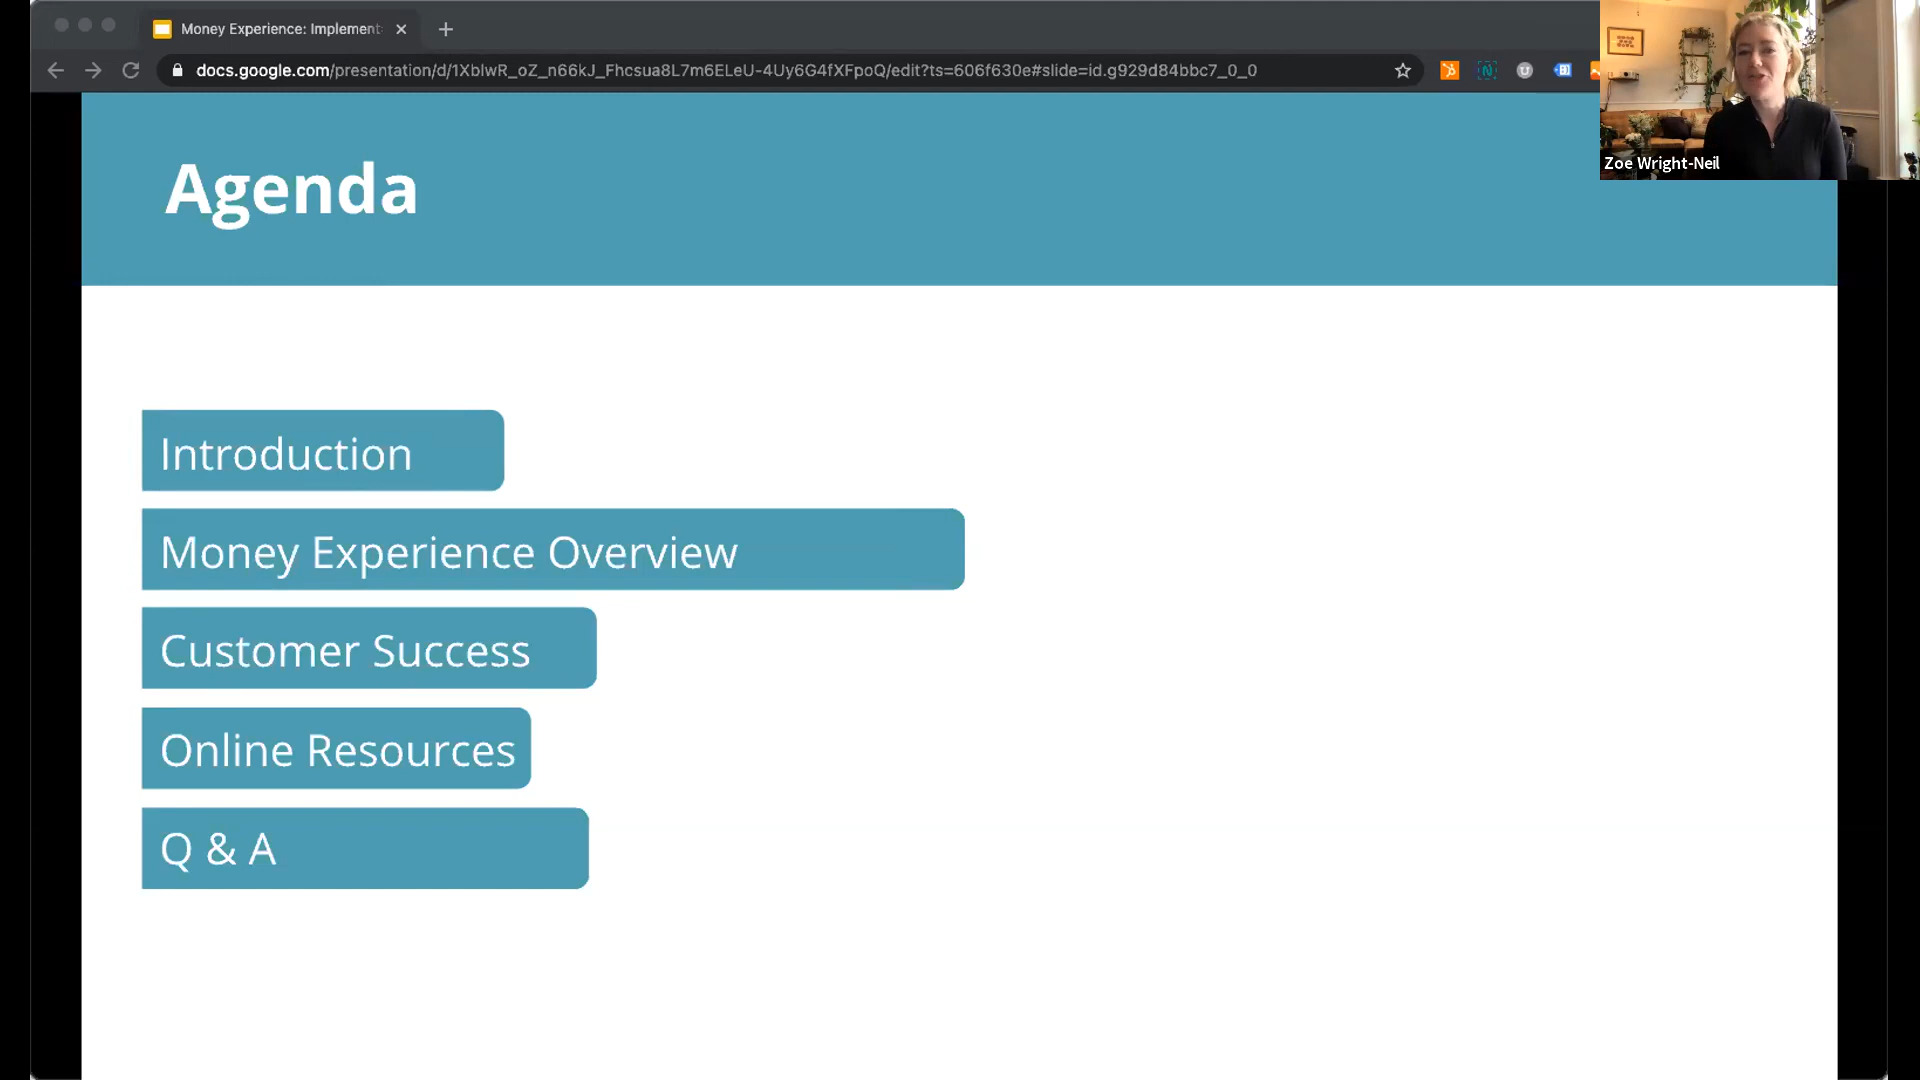 Money Experience: Implement
docs.google.com/presentation/d/1XblwR_oZ_n66kJ_Fhcsua8L7m6ELeU-4Uy6G4fXFpoQ/edit?ts=606f630e#slide=id.g929d84bbc7_0_0
Zoe Wright-Neil
Agenda
Introduction
Money Experience Overview
Customer Success
Online Resources
Q & A